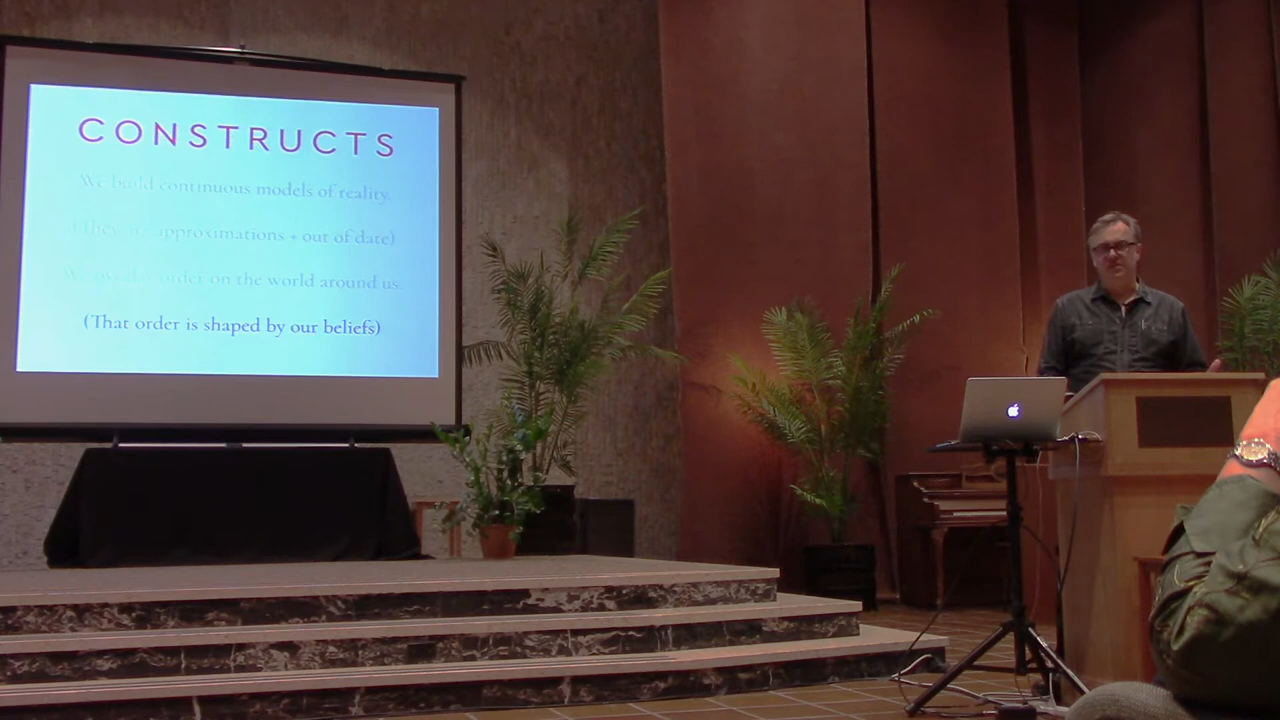 CONSTRUCTS
We build continuous models of reality.
approximations + out of date)
order on the world around us.
(That order is shaped by our beliefs)